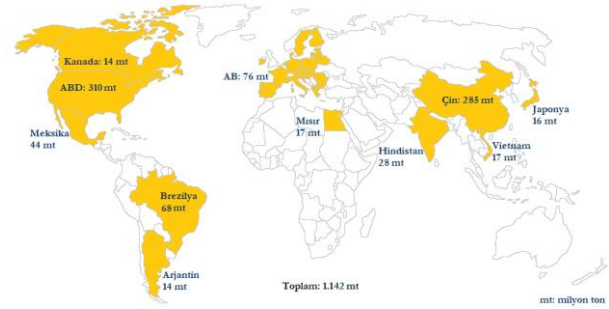 Kanada: 14 mt
ABD: 310 mt
Meksika
44 mt
Brezilya
68 mt
Arjantin
14 mt
AB: 76 mt
Mısır
17 mt
Hindistan
28 mt
Çin: 285 mt
Japonya
16 mt
Vietnam
17 mt
Toplam: 1.142 mt
mt: milyon ton